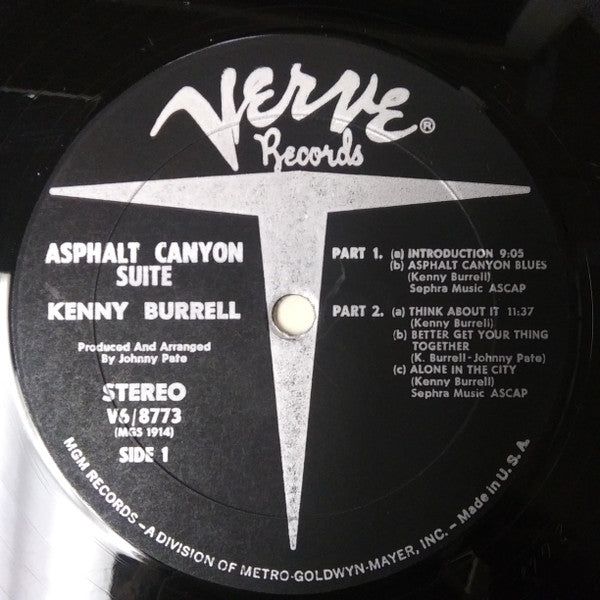 VERVE®
Records
ASPHALT CANYON
SUITE
KENNY BURRELL
Produced and Arranged
By Johnny Pate
STEREO
V6/8773
(MGS 1914)
SIDE 1
PART 1. (a) INTRODUCTION 9:05
(b) ASPHALT CANYON BLUES
(Kenny Burrell)
Sephra Music ASCAP
PART 2. (a) THINK ABOUT IT 11:37
(Kenny Burrell)
(b) BETTER GET YOUR THING
TOGETHER
(K. Burrell-Johnny Pate)
(c) ALONE IN THE CITY
(Kenny Burrell)
Sephra Music ASCAP
MGM RECORDS – A DIVISION OF METRO-GOLDWYN-MAYER, INC. – Made in U. S. A.